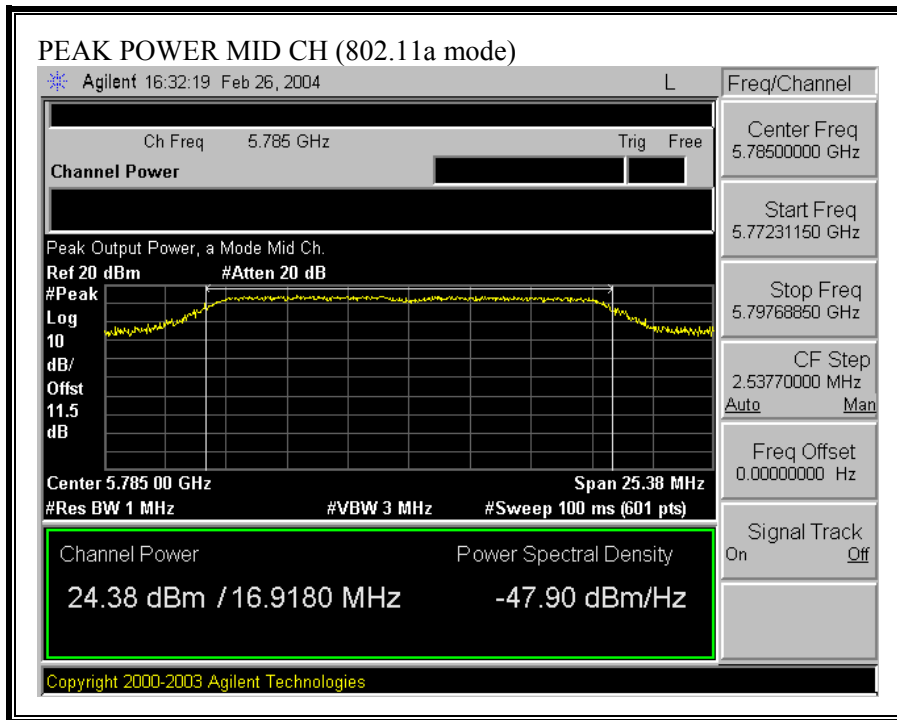 PEAK POWER MID CH (802.11a mode)
Agilent 16:32:19 Feb 26, 2004 L
Freq/Channel
Ch Freq 5.785 GHz Trig Free
Channel Power
Center Freq
5.78500000 GHz
Start Freq
5.77231150 GHz
Stop Freq
5.79768850 GHz
CF Step
2.53770000 MHz
Auto Man
Freq Offset
0.00000000 Hz
Signal Track
On Off
Peak Output Power, a Mode Mid Ch.
Ref 20 dBm #Atten 20 dB
#Peak
Log
10
dB/
Offst
11.5
dB
Center 5.785 00 GHz Span 25.38 MHz
#Res BW 1 MHz #VBW 3 MHz #Sweep 100 ms (601 pts)
Channel Power Power Spectral Density
24.38 dBm / 16.9180 MHz -47.90 dBm/Hz
Copyright 2000-2003 Agilent Technologies